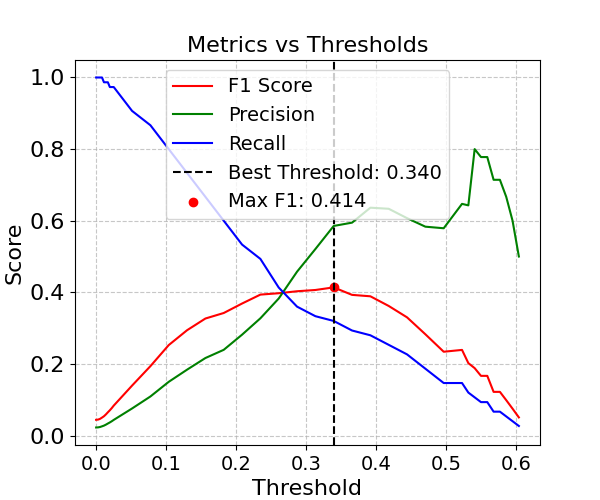 Metrics vs Thresholds
1.0
0.8
0.6
0.4
0.2
0.0
Score
F1 Score
Precision
Recall
Best Threshold: 0.340
Max F1: 0.414
0.0 0.1 0.2 0.3 0.4 0.5 0.6
Threshold